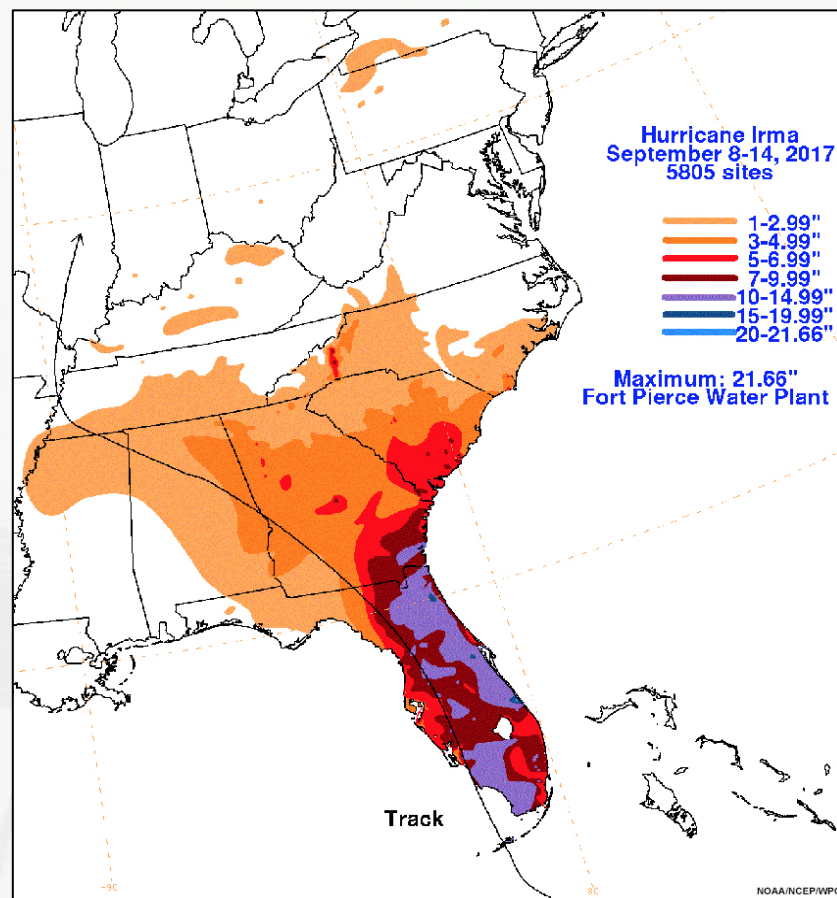 Hurricane Irma
September 8-14, 2017
5805 sites
1-2.99"
3-4.99"
5-6.99"
7-9.99"
10-14.99"
15-19.99"
20-21.66"
Maximum: 21.66"
Fort Pierce Water Plant
Track
-90
80
NOAA/NCEP/WPC